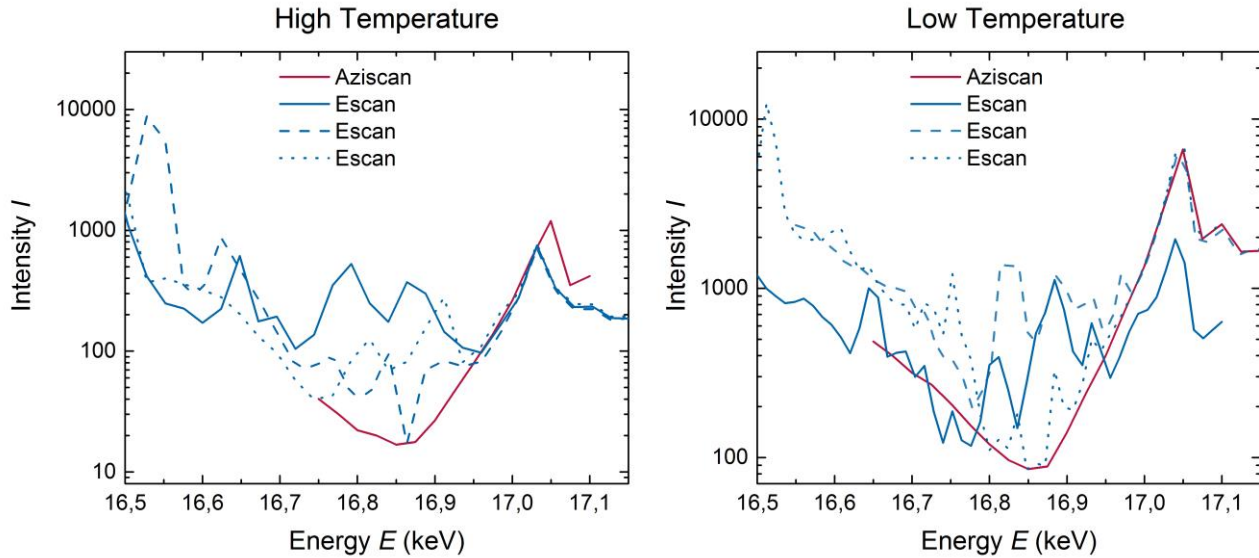 High Temperature
Aziscan
Escan
Escan
Escan
10000
1000
100
10
Intensity I
16,5 16,6 16,7 16,8 16,9 17,0 17,1
Energy E (keV)
Low Temperature
Aziscan
Escan
Escan
Escan
10000
1000
100
Intensity I
16,5 16,6 16,7 16,8 16,9 17,0 17,1
Energy E (keV)